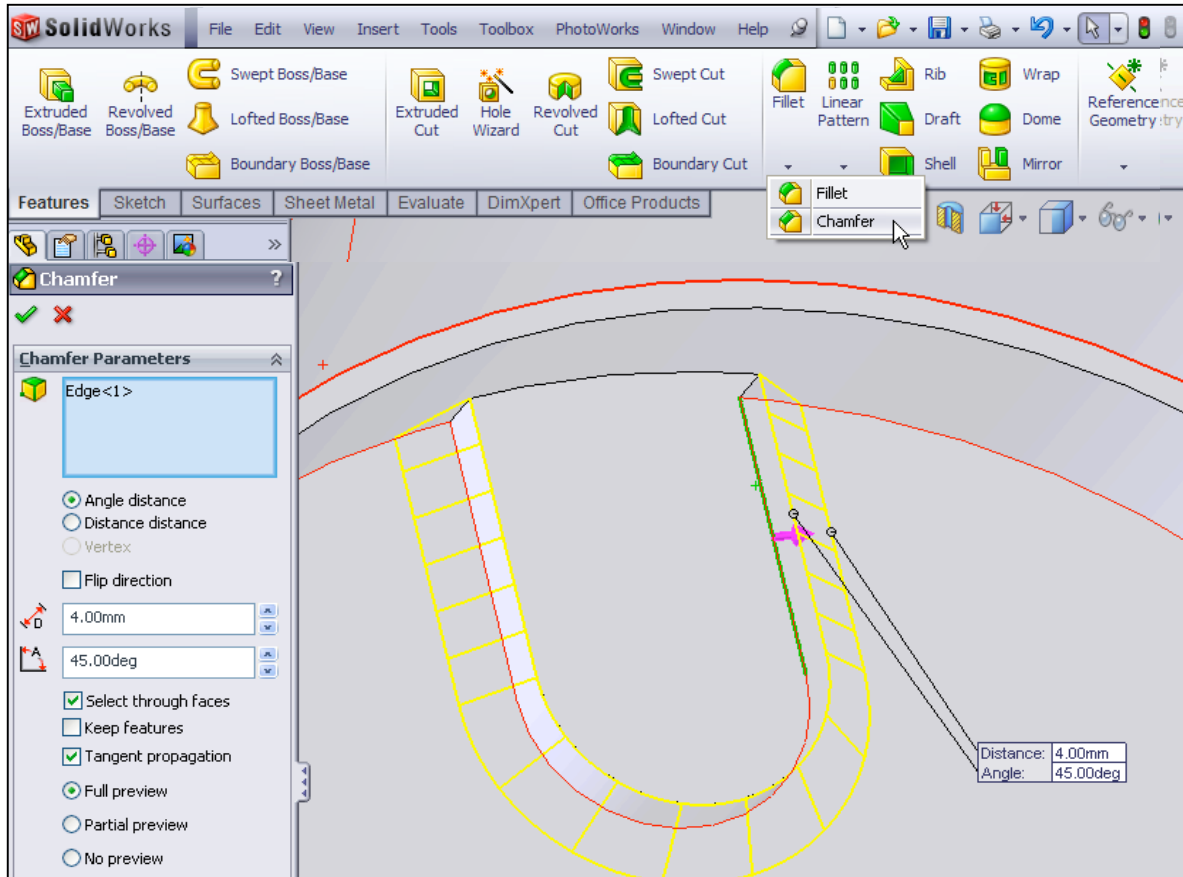 SolidWorks File Edit View Insert Tools Toolbox PhotoWorks Window Help
Extruded Boss/Base
Revolved Boss/Base
Swept Boss/Base
Lofted Boss/Base
Boundary Boss/Base
Extruded Cut
Hole Wizard
Revolved Cut
Swept Cut
Lofted Cut
Boundary Cut
Fillet
Linear Pattern
Rib
Draft
Shell
Wrap
Dome
Mirror
Reference Geometry
Fillet
Chamfer
Features Sketch Surfaces Sheet Metal Evaluate DimXpert Office Products
Chamfer ?
Chamfer Parameters
Edge<1>
Angle distance
Distance distance
Vertex
Flip direction
D 4.00mm
A 45.00deg
Select through faces
Keep features
Tangent propagation
Full preview
Partial preview
No preview
Distance: 4.00mm
Angle: 45.00deg